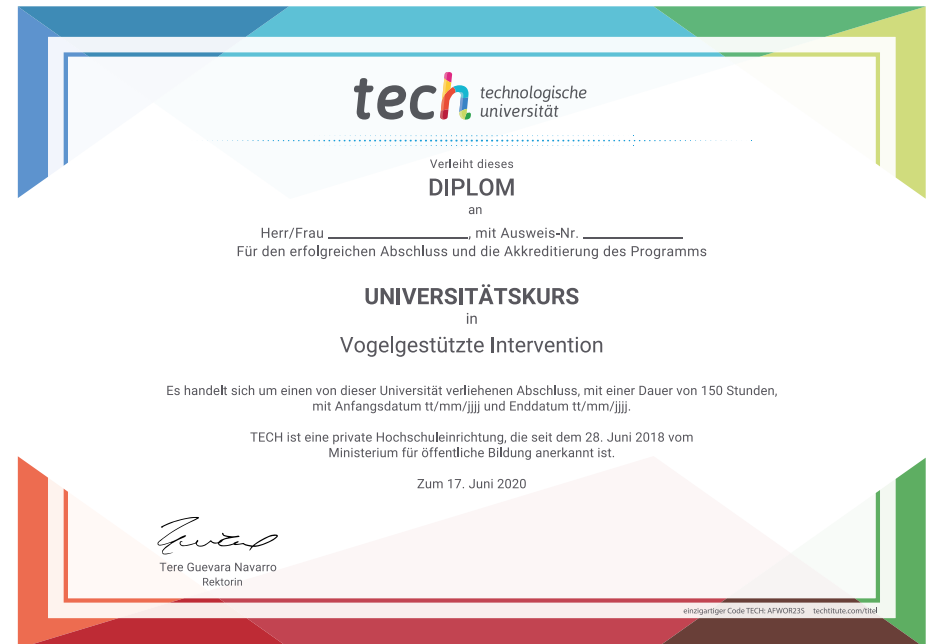 tech technologische
universität
Verleiht dieses
DIPLOM
an
Herr/Frau ____________________, mit Ausweis-Nr. ______________
Für den erfolgreichen Abschluss und die Akkreditierung des Programms
UNIVERSITÄTSKURS
in
Vogelgestützte Intervention
Es handelt sich um einen von dieser Universität verliehenen Abschluss, mit einer Dauer von 150 Stunden,
mit Anfangsdatum tt/mm/jjjj und Enddatum tt/mm/jjjj.
TECH ist eine private Hochschuleinrichtung, die seit dem 28. Juni 2018 vom
Ministerium für öffentliche Bildung anerkannt ist.
Zum 17. Juni 2020
Tere Guevara Navarro
Rektorin
einzigartiger Code TECH: AFWOR23S techtitute.com/titel